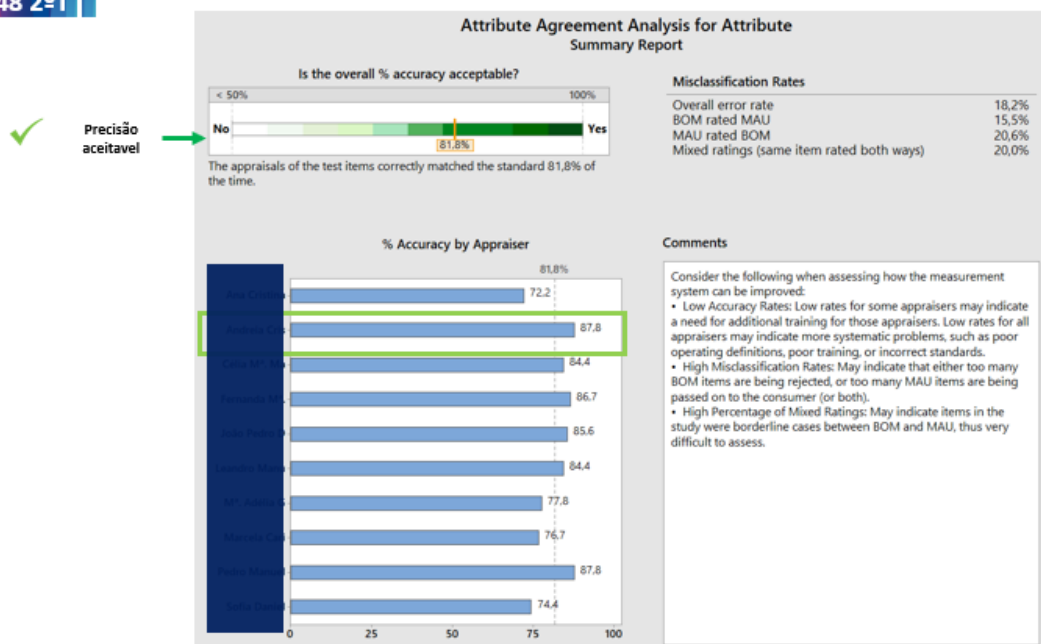 Attribute Agreement Analysis for Attribute
Summary Report
Is the overall % accuracy acceptable?
< 50%
100%
No
Yes
81,8%
The appraisals of the test items correctly matched the standard 81,8% of
the time.
Precisão
aceitavel
Misclassification Rates
Overall error rate 18,2%
BOM rated MAU 15,5%
MAU rated BOM 20,6%
Mixed ratings (same item rated both ways) 20,0%
% Accuracy by Appraiser
81,8%
72,2
87,8
84,4
86,7
85,6
84,4
77,8
76,7
87,8
74,4
0 25 50 75 100
Comments
Consider the following when assessing how the measurement
system can be improved:
• Low Accuracy Rates: Low rates for some appraisers may indicate
a need for additional training for those appraisers. Low rates for all
appraisers may indicate more systematic problems, such as poor
operating definitions, poor training, or incorrect standards.
• High Misclassification Rates: May indicate that either too many
BOM items are being rejected, or too many MAU items are being
passed on to the consumer (or both).
• High Percentage of Mixed Ratings: May indicate items in the
study were borderline cases between BOM and MAU, thus very
difficult to assess.